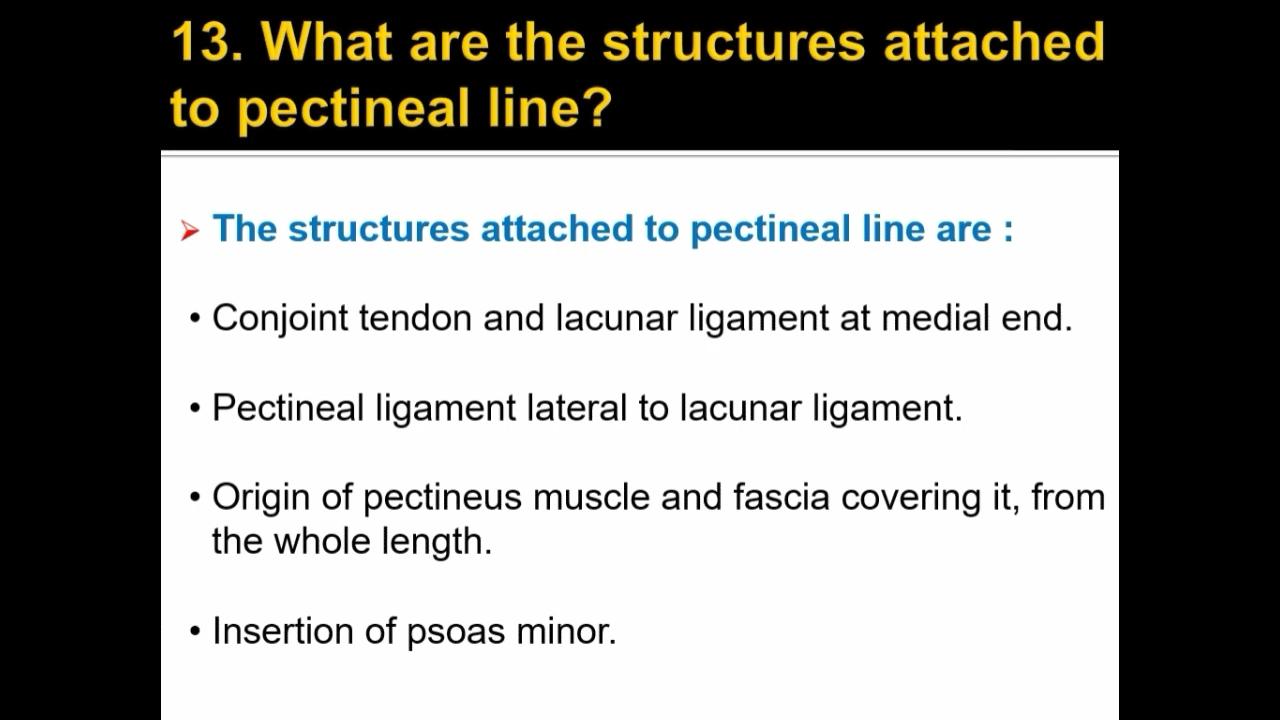 13. What are the structures attached
to pectineal line?
➢ The structures attached to pectineal line are :
• Conjoint tendon and lacunar ligament at medial end.
• Pectineal ligament lateral to lacunar ligament.
• Origin of pectineus muscle and fascia covering it, from
the whole length.
• Insertion of psoas minor.